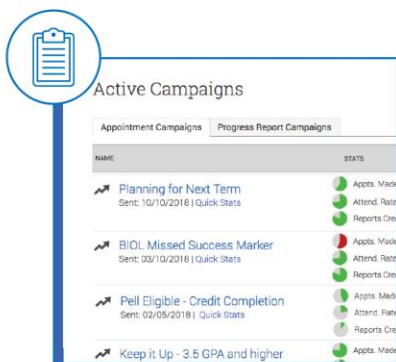 Active Campaigns
Appointment Campaigns Progress Report Campaigns
NAME STATS
Planning for Next Term Appts. Made
Sent: 10/10/2018 | Quick Stats Attend. Rate
Reports Cre
BIOL Missed Success Marker Appts. Made
Sent: 03/10/2018 | Quick Stats Attend. Rate
Reports Cre
Pell Eligible - Credit Completion Appts. Made
Sent: 02/05/2018 | Quick Stats Attend. Rate
Reports Cre
Keep it Up - 3.5 GPA and higher Appts. Made